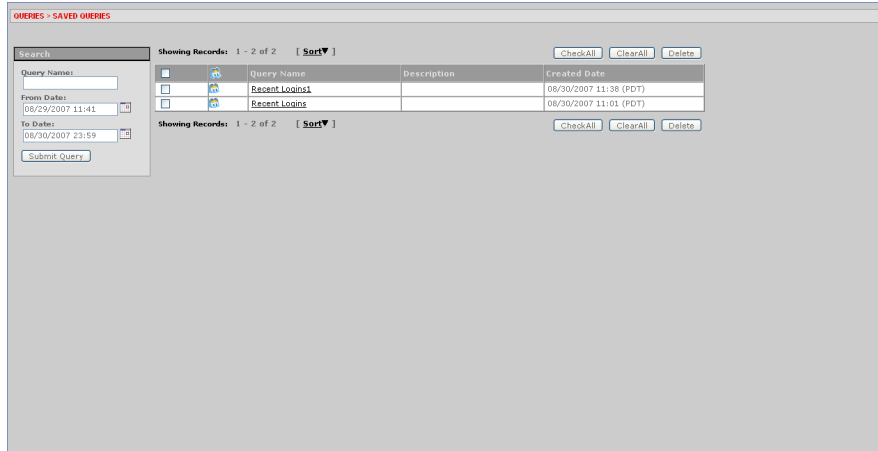 QUERIES > SAVED QUERIES
Search
Query Name:
From Date:
08/29/2007 11:41
To Date:
08/30/2007 23:59
Submit Query
Showing Records: 1 - 2 of 2 [ Sort▼ ]
CheckAll ClearAll Delete
Query Name Description Created Date
Recent Logins1 08/30/2007 11:38 (PDT)
Recent Logins 08/30/2007 11:01 (PDT)
Showing Records: 1 - 2 of 2 [ Sort▼ ]
CheckAll ClearAll Delete